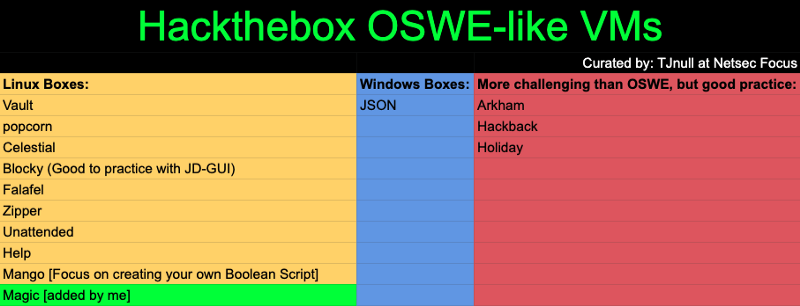 Hackthebox OSWE-like VMs
Curated by: TJnull at Netsec Focus
Linux Boxes: Windows Boxes: More challenging than OSWE, but good practice:
Vault JSON Arkham
popcorn Hackback
Celestial Holiday
Blocky (Good to practice with JD-GUI)
Falafel
Zipper
Unattended
Help
Mango [Focus on creating your own Boolean Script]
Magic [added by me]